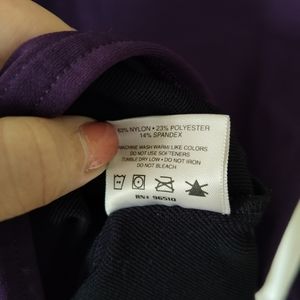 63% NYLON • 23% POLYESTER
14% SPANDEX
MACHINE WASH WARM LIKE COLORS
DO NOT USE SOFTENERS
TUMBLE DRY LOW • DO NOT IRON
DO NOT BLEACH
RN# 96510